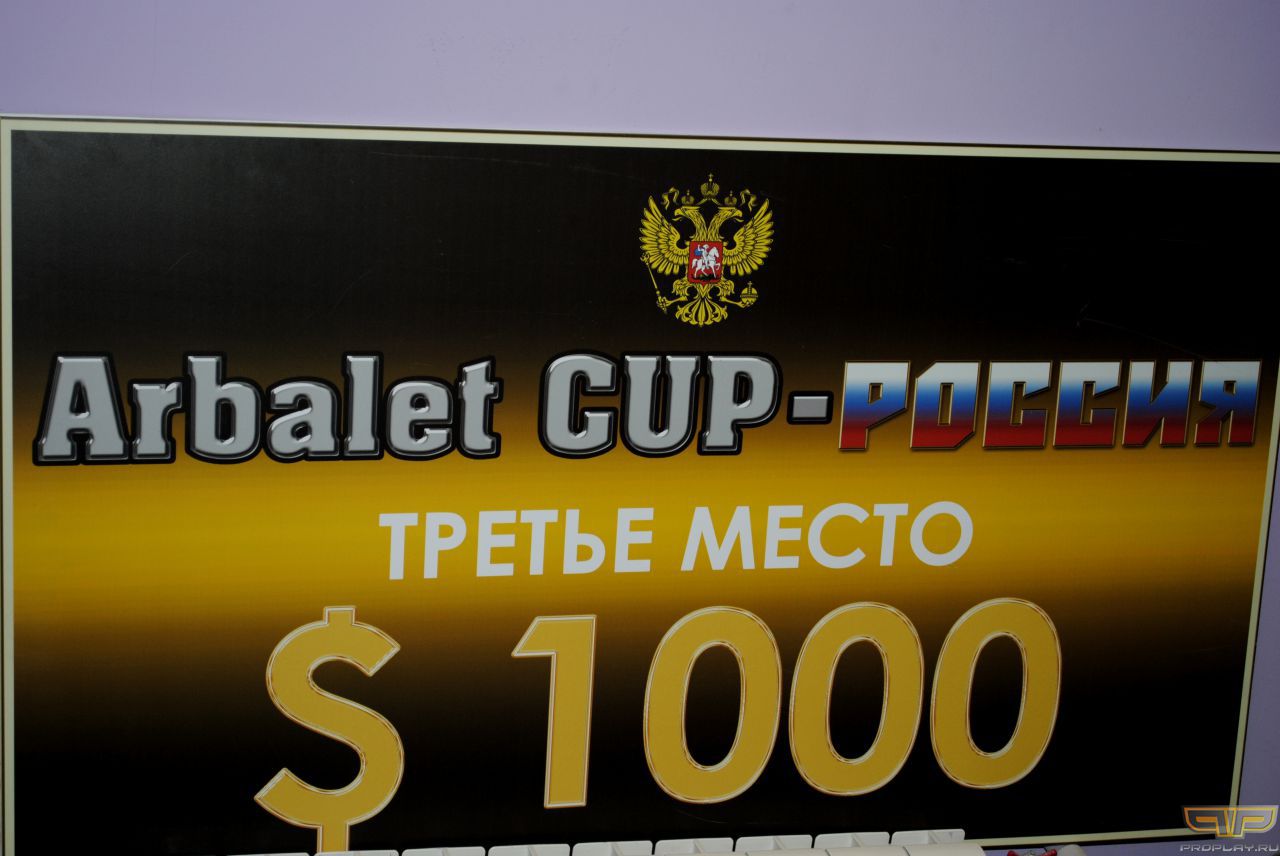 Arbalet CUP-РОССИЯ
ТРЕТЬЕ МЕСТО
$ 1000
PROPLAY.RU